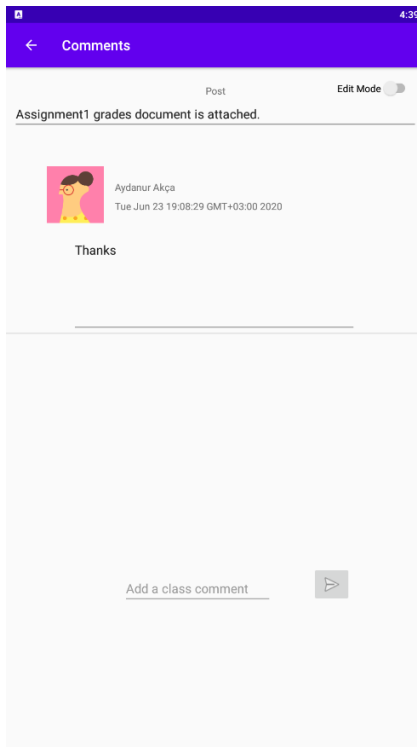 A
4:39
Comments
Post
Edit Mode
Assignment1 grades document is attached.
Aydanur Akça
Tue Jun 23 19:08:29 GMT+03:00 2020
Thanks
Add a class comment